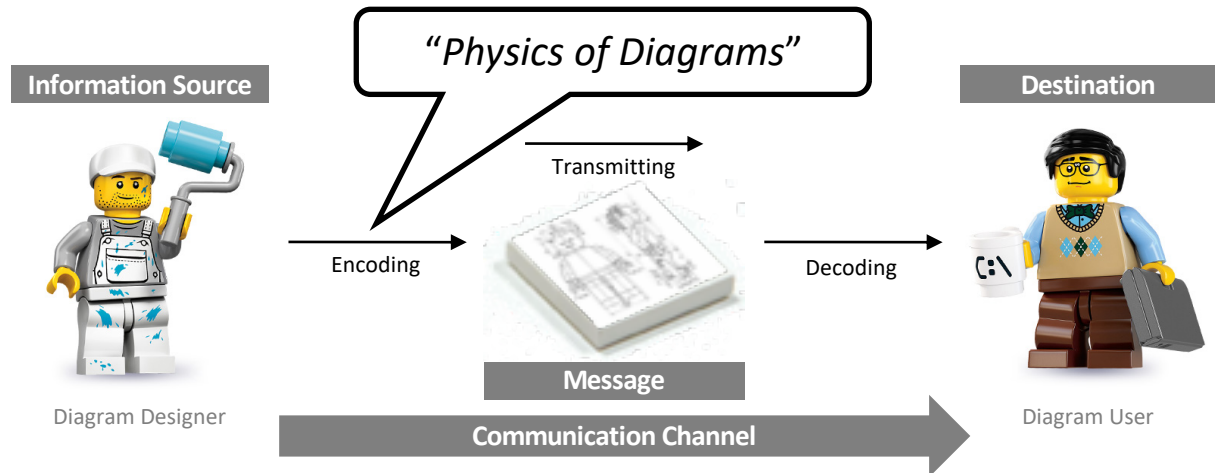 “Physics of Diagrams”
Information Source
Destination
Transmitting
Encoding
Decoding
C:\
Message
Diagram Designer
Diagram User
Communication Channel